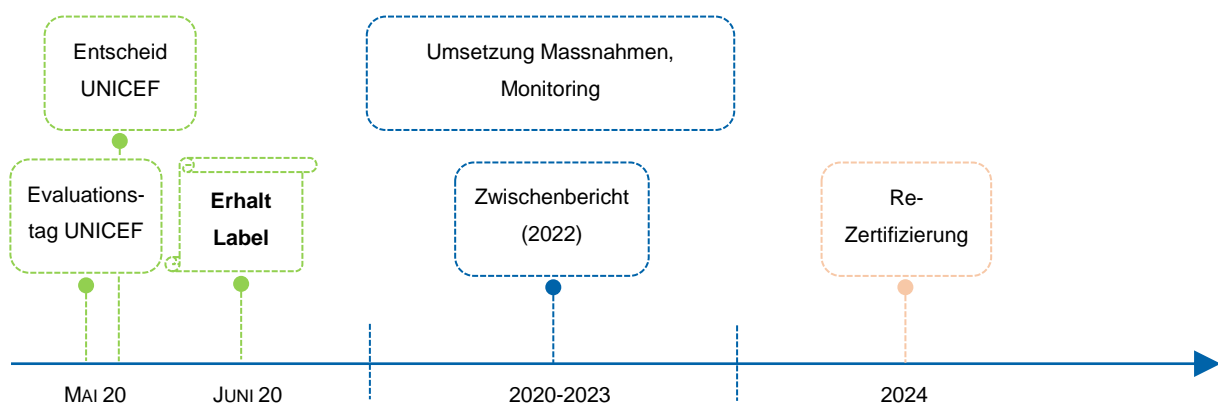 Entscheid
UNICEF
Umsetzung Massnahmen,
Monitoring
Evaluations-
tag UNICEF
Erhalt
Label
Zwischenbericht
(2022)
Re-
Zertifizierung
MAI 20
JUNI 20
2020-2023
2024